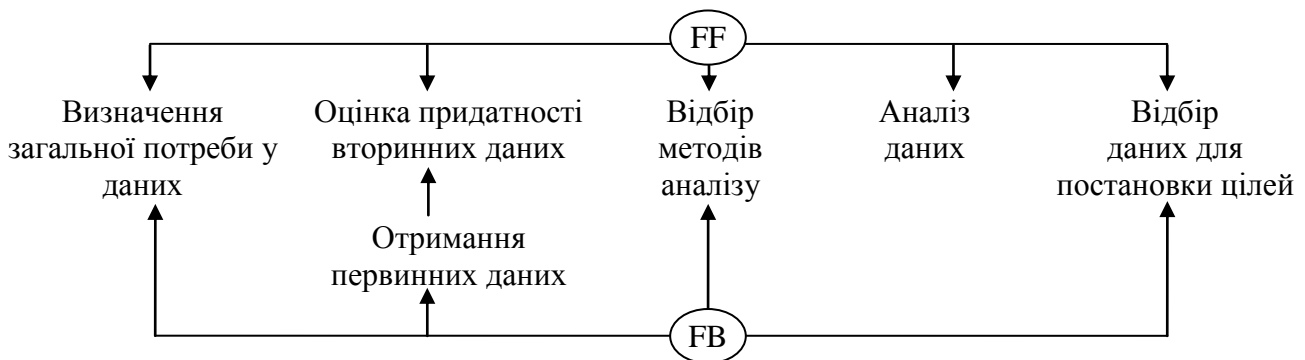 FF
Визначення
загальної потреби у
даних
Оцінка придатності
вторинних даних
Відбір
методів
аналізу
Аналіз
даних
Відбір
даних для
постановки цілей
Отримання
первинних даних
FB